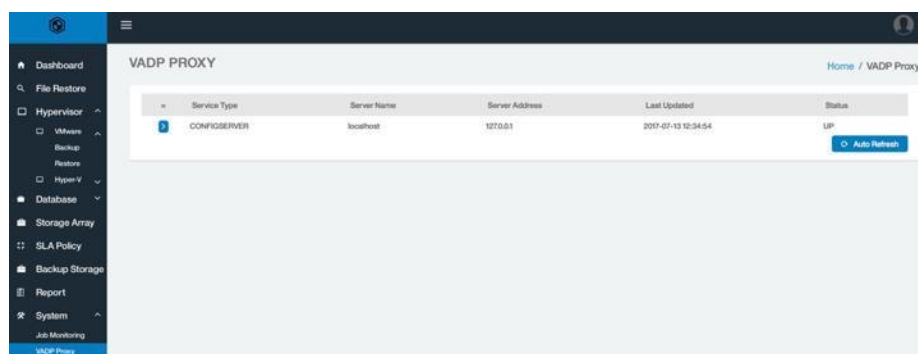 VADP PROXY
Home / VADP Proxy
Dashboard
File Restore
Hypervisor
VMware
Backup
Restore
Hyper-V
Database
Storage Array
SLA Policy
Backup Storage
Report
System
Job Monitoring
VADP Proxy
Service Type Server Name Server Address Last Updated Status
CONFIGSERVER localhost 127.0.0.1 2017-07-13 12:34:54 UP
Auto Refresh